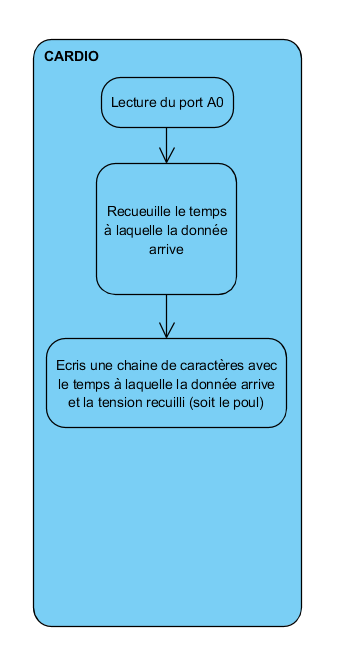 CARDIO
Lecture du port A0
Recueuille le temps
à laquelle la donnée
arrive
Ecris une chaine de caractères avec
le temps à laquelle la donnée arrive
et la tension recuilli (soit le poul)